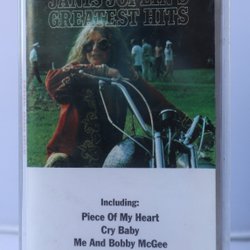 JANIS JOPLIN'S
GREATEST HITS
Including:
Piece Of My Heart
Cry Baby
Me And Bobby McGee